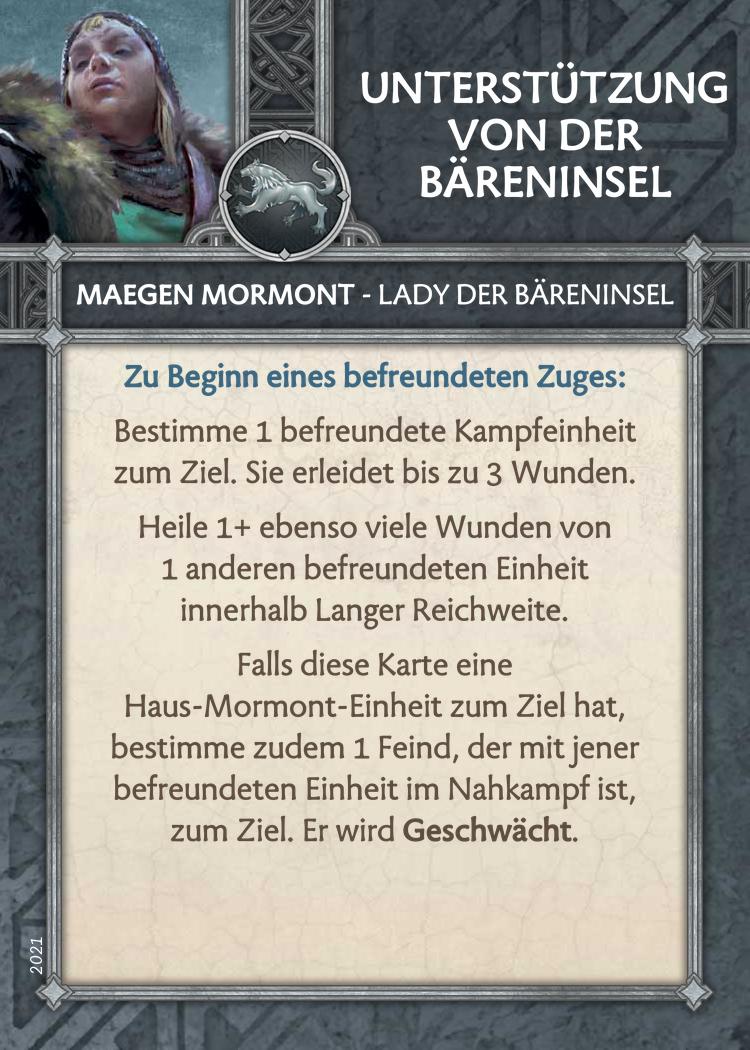 UNTERSTÜTZUNG
VON DER
BÄRENINSEL
MAEGEN MORMONT - LADY DER BÄRENINSEL
Zu Beginn eines befreundeten Zuges:
Bestimme 1 befreundete Kampfeinheit
zum Ziel. Sie erleidet bis zu 3 Wunden.
Heile 1+ ebenso viele Wunden von
1 anderen befreundeten Einheit
innerhalb Langer Reichweite.
Falls diese Karte eine
Haus-Mormont-Einheit zum Ziel hat,
bestimme zudem 1 Feind, der mit jener
befreundeten Einheit im Nahkampf ist,
zum Ziel. Er wird Geschwächt.
2021